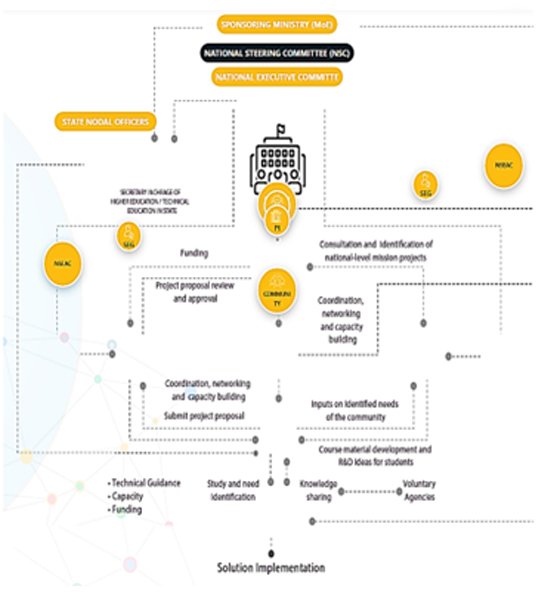 SPONSORING MINISTRY (MoE)
NATIONAL STEERING COMMITTEE (NSC)
NATIONAL EXECUTIVE COMMITTE
STATE NODAL OFFICERS
SECRETARY IN CHARGE OF
HIGHER EDUCATION / TECHNICAL
EDUCATION IN STATE
SEG
SEG
PI
Funding
Consultation and Identification of
national-level mission projects
Project proposal review
and approval
COMMUNI
TY
Coordination,
networking
and capacity
building
Coordination, networking
and capacity building
Submit project proposal
Inputs on Identified needs
of the community
Course material development and
R&D Ideas for students
• Technical Guidance
• Capacity
• Funding
Study and need
Identification
Knowledge
sharing
Voluntary
Agencies
Solution Implementation